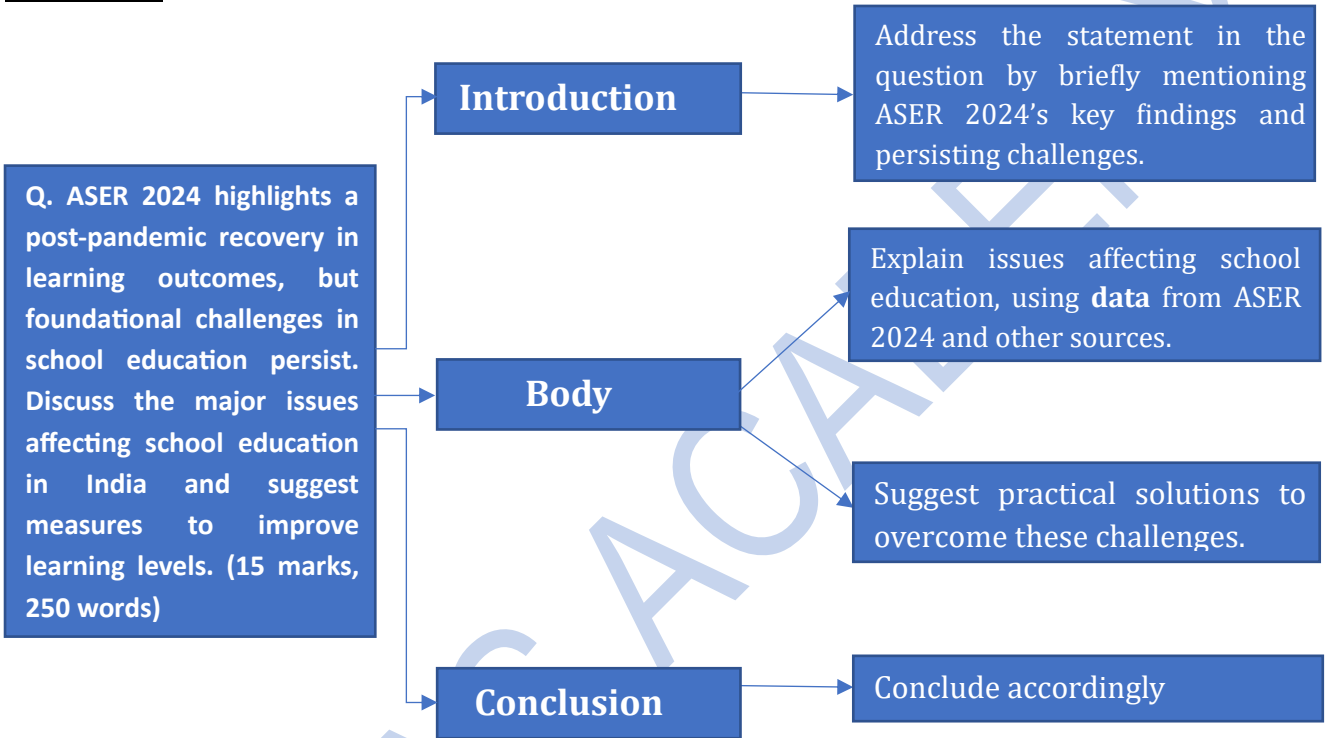 Q. ASER 2024 highlights a
post-pandemic recovery in
learning outcomes, but
foundational challenges in
school education persist.
Discuss the major issues
affecting school education
in India and suggest
measures to improve
learning levels. (15 marks,
250 words)
Introduction
Address the statement in the
question by briefly mentioning
ASER 2024's key findings and
persisting challenges.
Body
Explain issues affecting school
education, using data from ASER
2024 and other sources.
Suggest practical solutions to
overcome these challenges.
Conclusion
Conclude accordingly